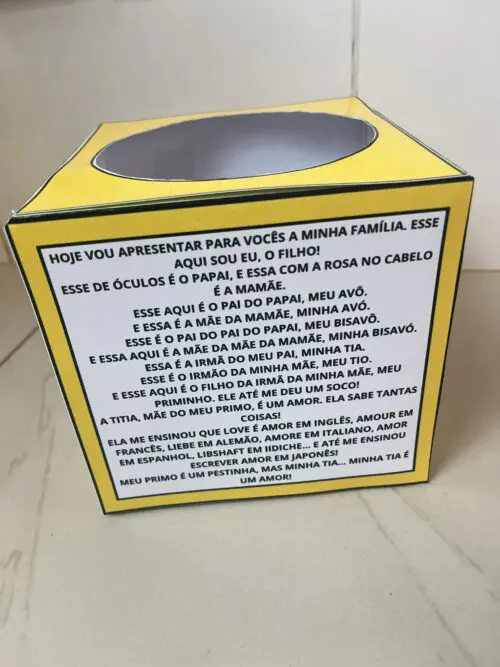 HOJE VOU APRESENTAR PARA VOCÊS A MINHA FAMÍLIA. ESSE
AQUI SOU EU, O FILHO!
ESSE DE ÓCULOS É O PAPAI, E ESSA COM A ROSA NO CABELO
É A MAMÃE.
ESSE AQUI É O PAI DO PAPAI, MEU AVÔ.
E ESSA É A MÃE DA MAMÃE, MINHA AVÓ.
ESSE É O PAI DO PAI DO PAPAI, MEU BISAVÔ.
E ESSA AQUI É A MÃE DA MÃE DA MAMÃE, MINHA BISAVÓ.
ESSA É A IRMÃ DO MEU PAI, MINHA TIA.
ESSE É O IRMÃO DA MINHA MÃE, MEU TIO.
E ESSE AQUI É O FILHO DA IRMÃ DA MINHA MÃE, MEU
PRIMINHO. ELE ATÉ ME DEU UM SOCO!
A TITIA, MÃE DO MEU PRIMO, É UM AMOR. ELA SABE TANTAS
COISAS!
ELA ME ENSINOU QUE LOVE É AMOR EM INGLÊS, AMOUR EM
FRANCÊS, LIEBE EM ALEMÃO, AMORE EM ITALIANO, AMOR
EM ESPANHOL, LIBSHAFT EM IIDICHE... E ATÉ ME ENSINOU
ESCREVER AMOR EM JAPONÊS!
MEU PRIMO É UM PESTINHA, MAS MINHA TIA... MINHA TIA É
UM AMOR!